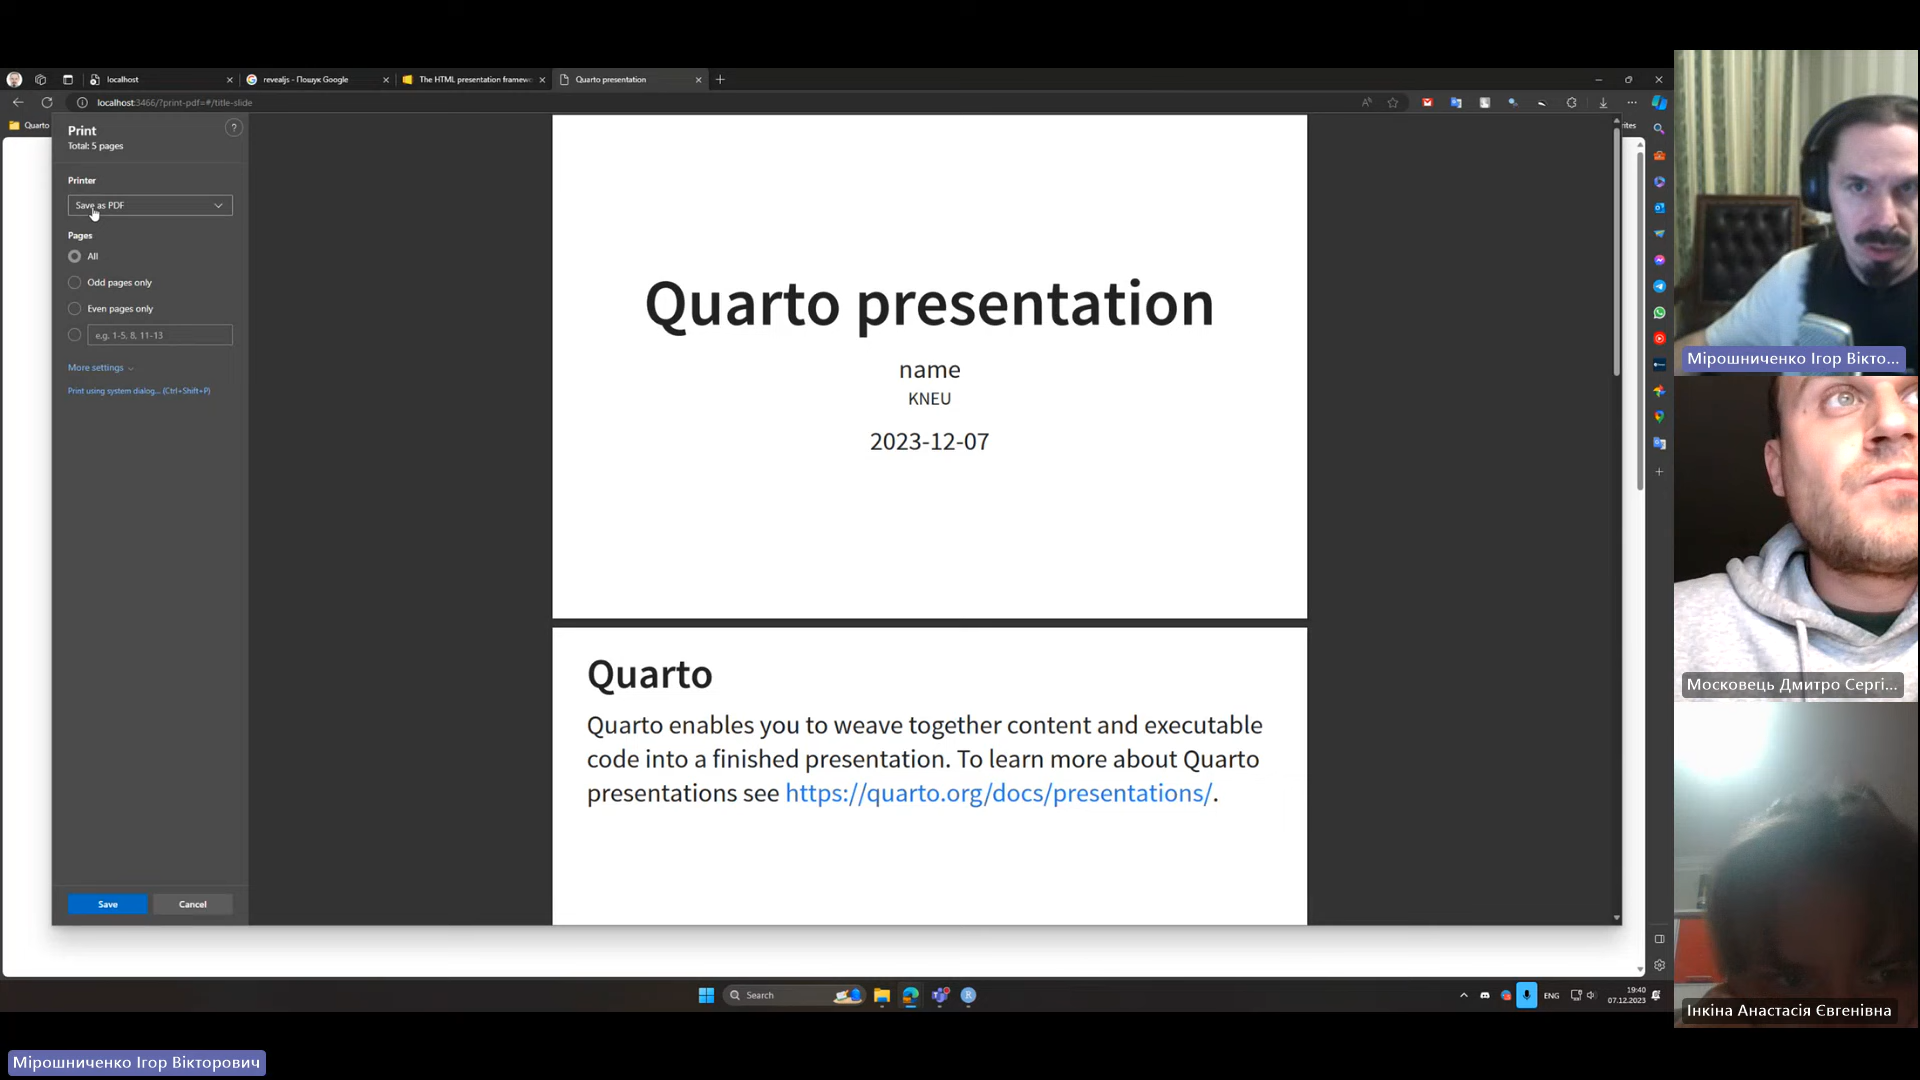 localhost
revealjs - Пошук Google
The HTML presentation framew
Quarto presentation
localhost:3466/?print-pdf=#/title-slide
Quarto
rites
Print
Total: 5 pages
Printer
Save as PDF
Pages
All
Odd pages only
Even pages only
e.g. 1-5, 8, 11-13
More settings
Print using system dialog... (Ctrl+Shift+P)
Save
Cancel
Quarto presentation
name
KNEU
2023-12-07
Quarto
Quarto enables you to weave together content and executable
code into a finished presentation. To learn more about Quarto
presentations see https://quarto.org/docs/presentations/.
Search
ENG
19:40
07.12.2023
Мірошниченко Ігор Вікто...
Московець Дмитро Сергі...
Інкіна Анастасія Євгенівна
Мірошниченко Ігор Вікторович